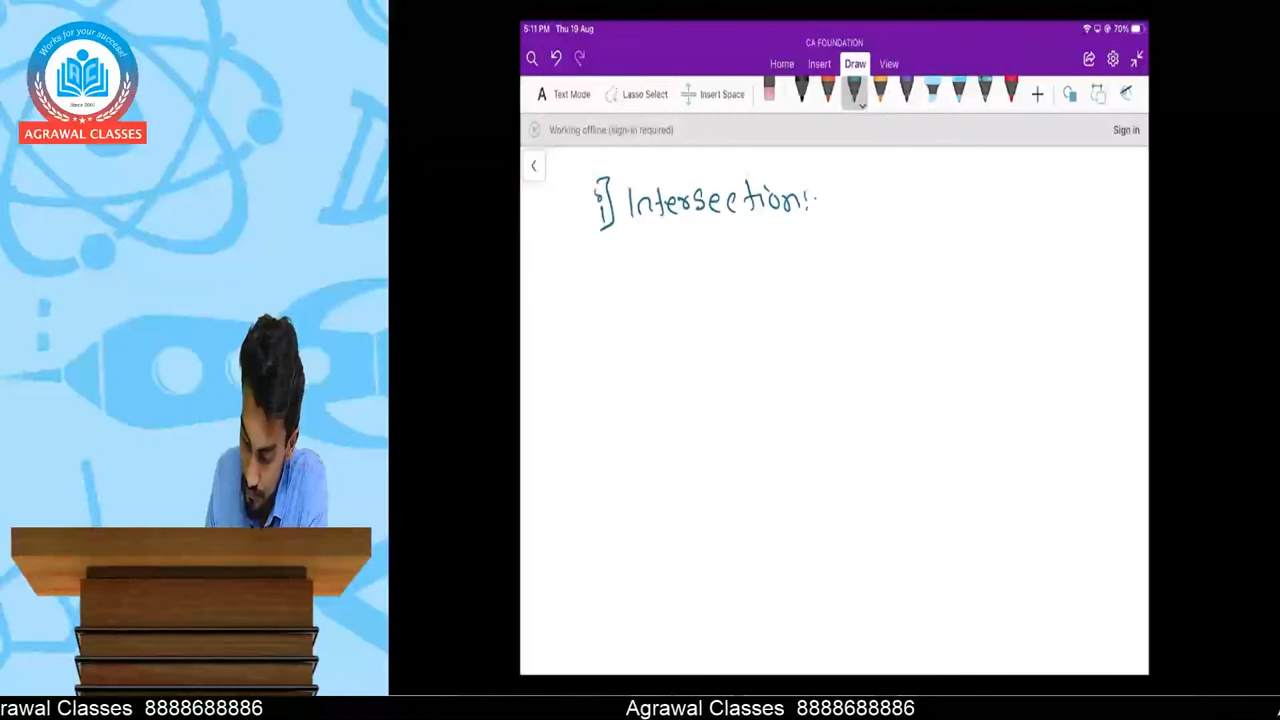 Works for your success!
AC
Since 2001
AGRAWAL CLASSES
5:11 PM Thu 19 Aug
70%
CA FOUNDATION
Home Insert Draw View
A Text Mode Lasso Select Insert Space
Working offline (sign-in required) Sign in
i] Intersection:-
rawal Classes 8888688886 Agrawal Classes 8888688886